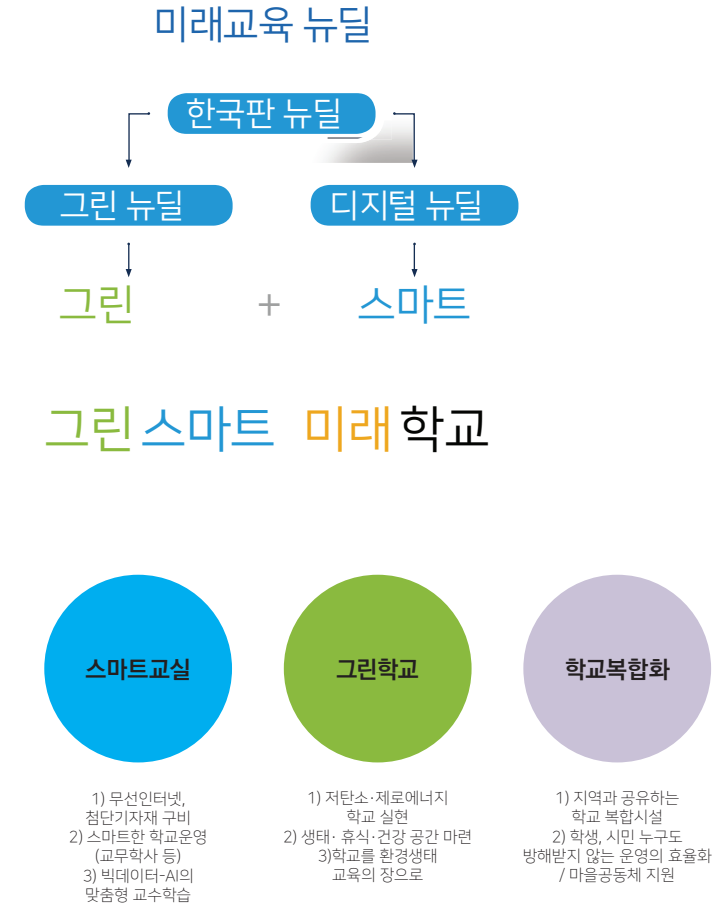 미래교육 뉴딜
한국판 뉴딜
그린 뉴딜
디지털 뉴딜
그린 + 스마트
그린 스마트 미래 학교
스마트교실
1) 무선인터넷,
첨단기자재 구비
2) 스마트한 학교운영
(교무학사 등)
3) 빅데이터-AI의
맞춤형 교수학습
그린학교
1) 저탄소·제로에너지
학교 실현
2) 생태· 휴식·건강 공간 마련
3)학교를 환경생태
교육의 장으로
학교복합화
1) 지역과 공유하는
학교 복합시설
2) 학생, 시민 누구도
방해받지 않는 운영의 효율화
/ 마을공동체 지원